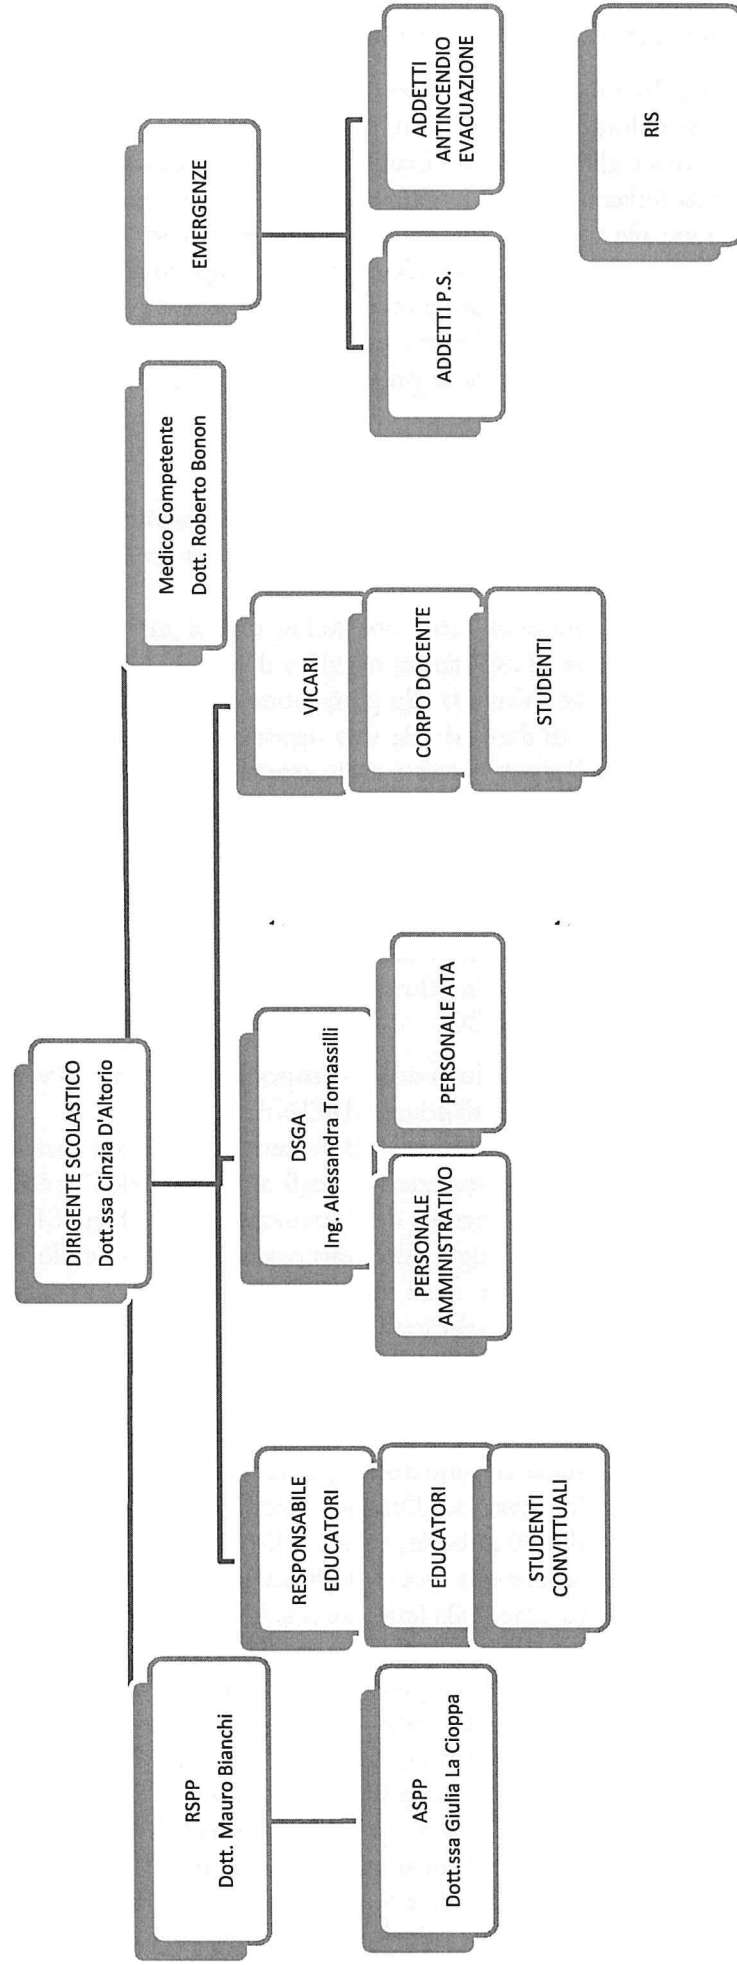 DIRIGENTE SCOLASTICO
Dott.ssa Cinzia D'Altorio
RSPP
Dott. Mauro Bianchi
ASPP
Dott.ssa Giulia La Cioppa
RESPONSABILE
EDUCATORI
EDUCATORI
STUDENTI
CONVITTUALI
DSGA
Ing. Alessandra Tomassilli
PERSONALE
AMMINISTRATIVO
PERSONALE ATA
VICARI
CORPO DOCENTE
STUDENTI
Medico Competente
Dott. Roberto Bonon
EMERGENZE
ADDETTI P.S.
ADDETTI
ANTINCENDIO
EVACUAZIONE
RIS